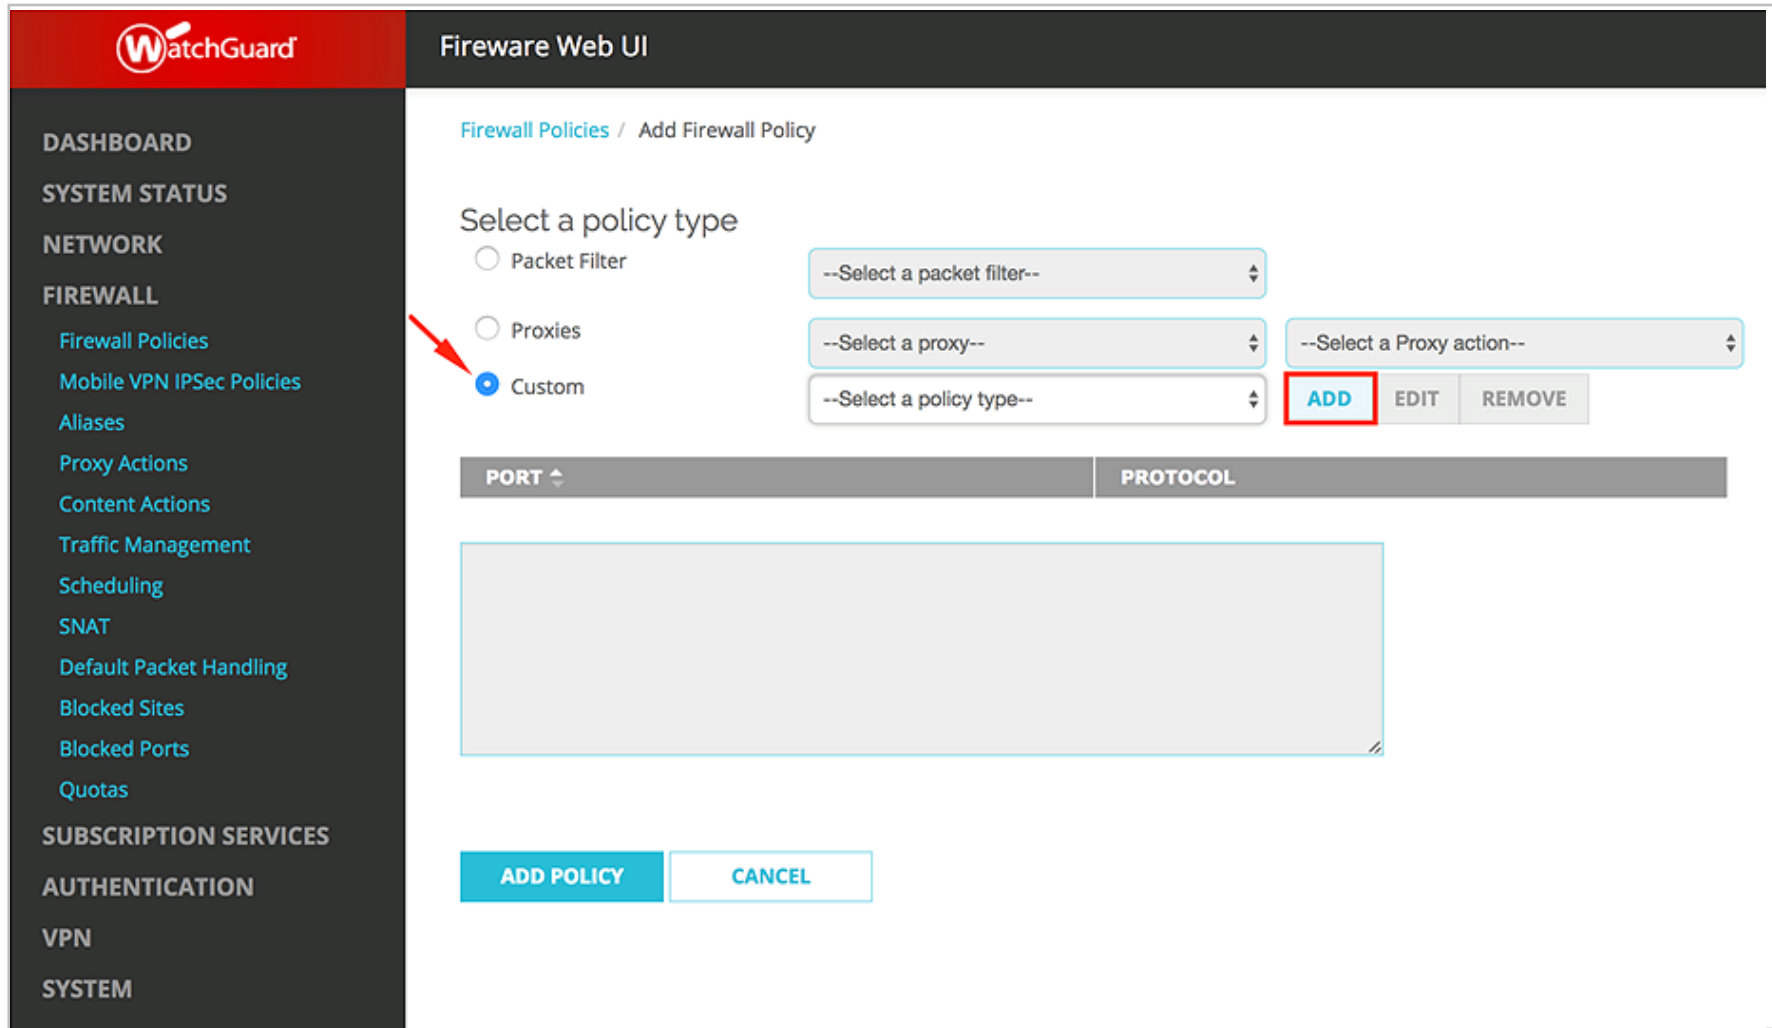 WatchGuard
Fireware Web UI
DASHBOARD
SYSTEM STATUS
NETWORK
FIREWALL
Firewall Policies
Mobile VPN IPSec Policies
Aliases
Proxy Actions
Content Actions
Traffic Management
Scheduling
SNAT
Default Packet Handling
Blocked Sites
Blocked Ports
Quotas
SUBSCRIPTION SERVICES
AUTHENTICATION
VPN
SYSTEM
Firewall Policies / Add Firewall Policy
Select a policy type
Packet Filter --Select a packet filter--
Proxies --Select a proxy-- --Select a Proxy action--
Custom --Select a policy type-- ADD EDIT REMOVE
PORT PROTOCOL
ADD POLICY CANCEL